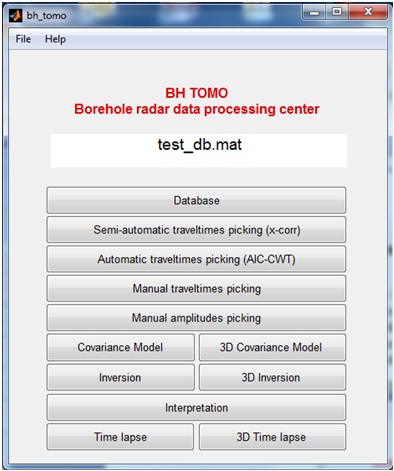 bh_tomo
File Help
BH TOMO
Borehole radar data processing center
test_db.mat
Database
Semi-automatic traveltimes picking (x-corr)
Automatic traveltimes picking (AIC-CWT)
Manual traveltimes picking
Manual amplitudes picking
Covariance Model 3D Covariance Model
Inversion 3D Inversion
Interpretation
Time lapse 3D Time lapse